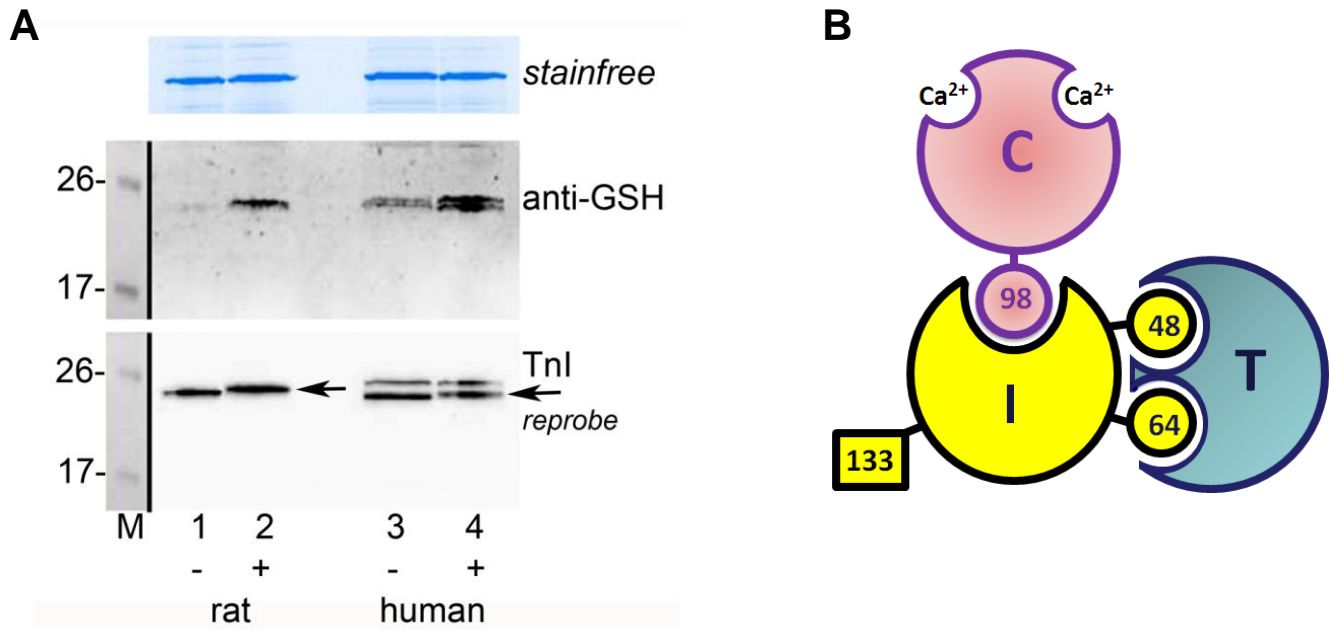 A
stainfree
26-
anti-GSH
17-
26-
TnI
reprobe
17-
M 1 2 3 4
- + - +
rat human
B
Ca2+ Ca2+
C
98
48
I T
64
133